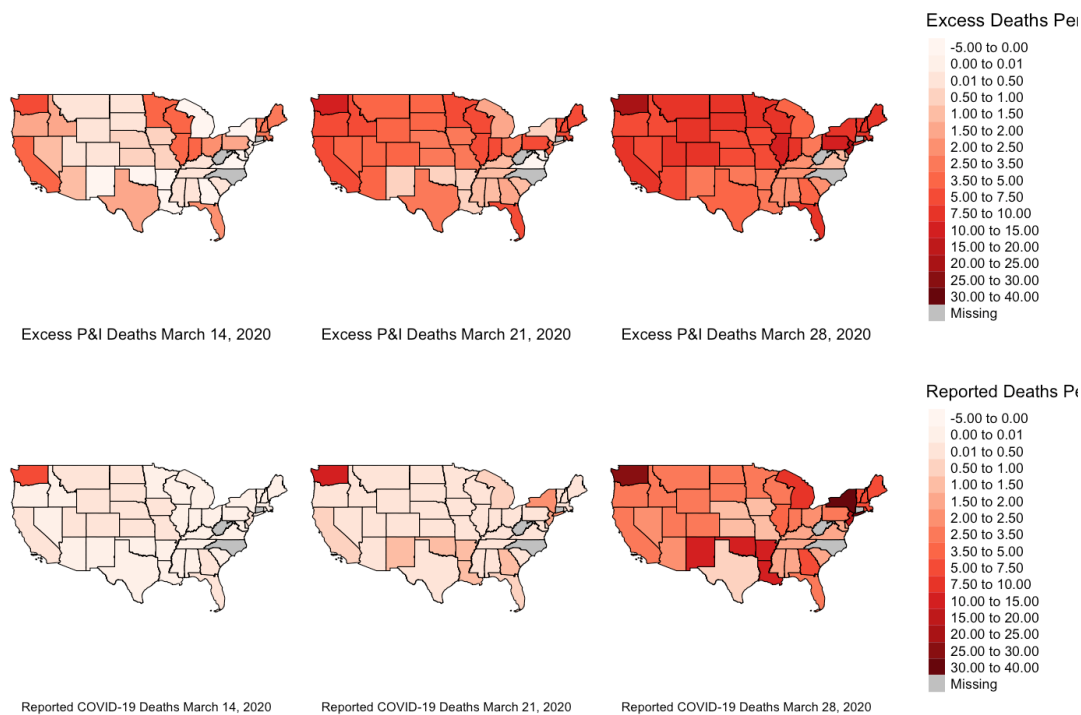 Excess Deaths Per
-5.00 to 0.00
0.00 to 0.01
0.01 to 0.50
0.50 to 1.00
1.00 to 1.50
1.50 to 2.00
2.00 to 2.50
2.50 to 3.50
3.50 to 5.00
5.00 to 7.50
7.50 to 10.00
10.00 to 15.00
15.00 to 20.00
20.00 to 25.00
25.00 to 30.00
30.00 to 40.00
Missing
Excess P&I Deaths March 14, 2020
Excess P&I Deaths March 21, 2020
Excess P&I Deaths March 28, 2020
Reported Deaths Pe
-5.00 to 0.00
0.00 to 0.01
0.01 to 0.50
0.50 to 1.00
1.00 to 1.50
1.50 to 2.00
2.00 to 2.50
2.50 to 3.50
3.50 to 5.00
5.00 to 7.50
7.50 to 10.00
10.00 to 15.00
15.00 to 20.00
20.00 to 25.00
25.00 to 30.00
30.00 to 40.00
Missing
Reported COVID-19 Deaths March 14, 2020
Reported COVID-19 Deaths March 21, 2020
Reported COVID-19 Deaths March 28, 2020